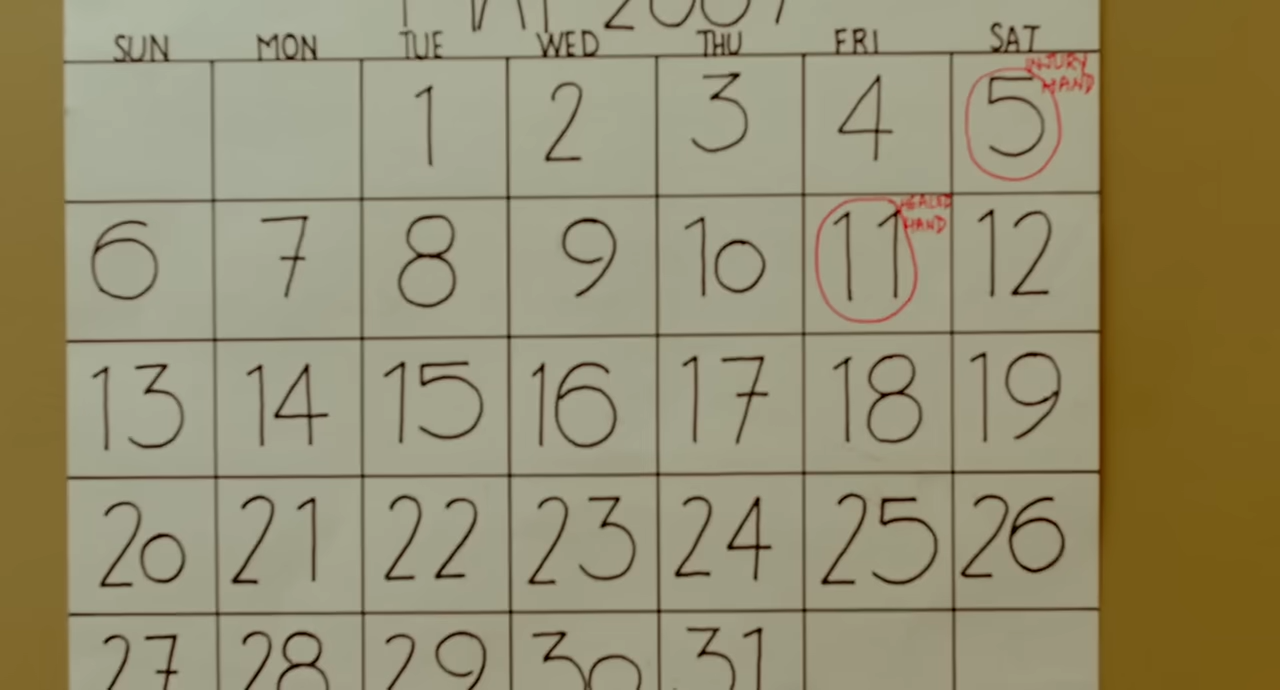 MAY 2007
SUN MON TUE WED THU FRI SAT
1 2 3 4 5 INJURY
HAND
6 7 8 9 10 11 HEALED 12
HAND
13 14 15 16 17 18 19
20 21 22 23 24 25 26
27 28 29 30 31